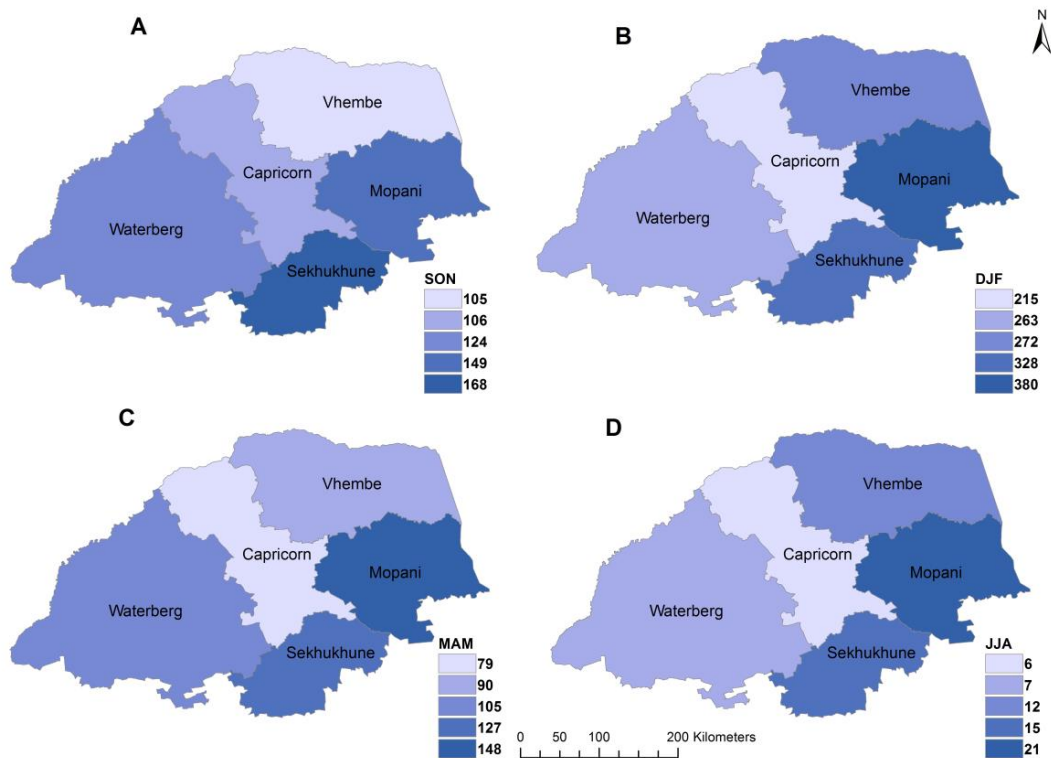 A
Vhembe
Capricorn
Mopani
Waterberg
Sekhukhune
SON
105
106
124
149
168
B
N
Vhembe
Capricorn
Mopani
Waterberg
Sekhukhune
DJF
215
263
272
328
380
C
Vhembe
Capricorn
Mopani
Waterberg
Sekhukhune
MAM
79
90
105
127
148
D
Vhembe
Capricorn
Mopani
Waterberg
Sekhukhune
JJA
6
7
12
15
21
0 50 100 200 Kilometers